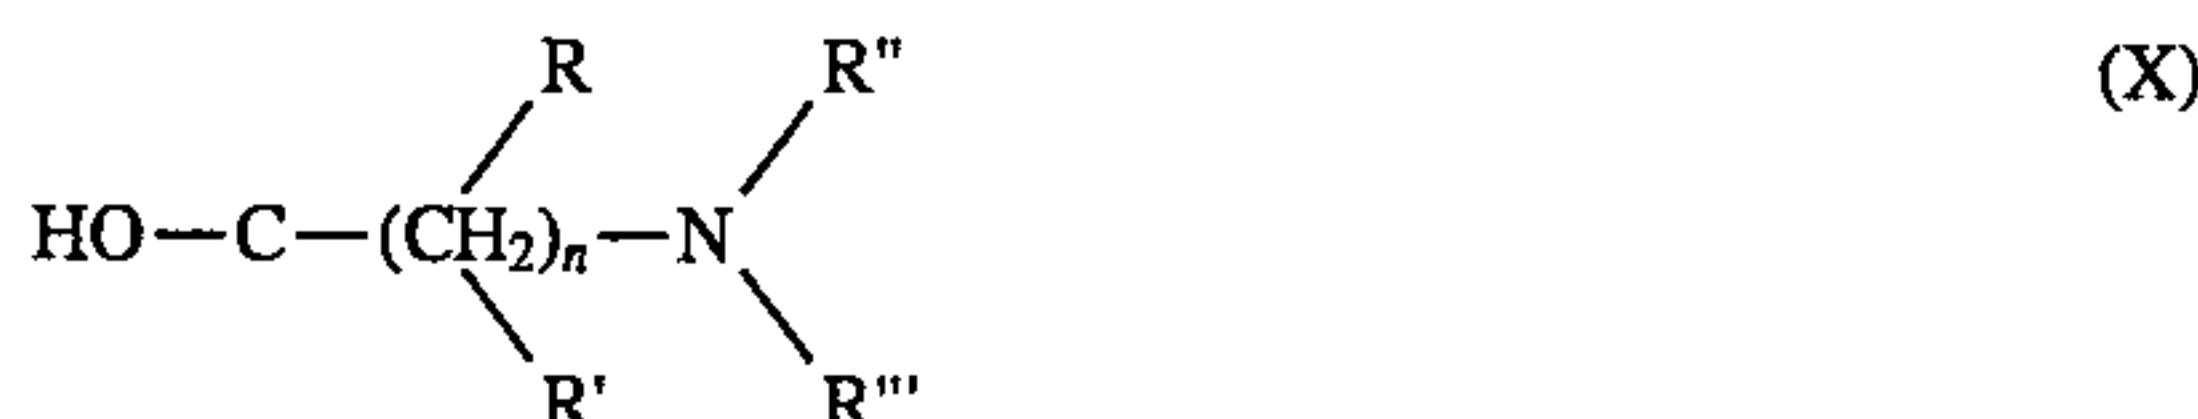 R R" (X)
HO—C—(CH₂)ₙ—N
R' R"'